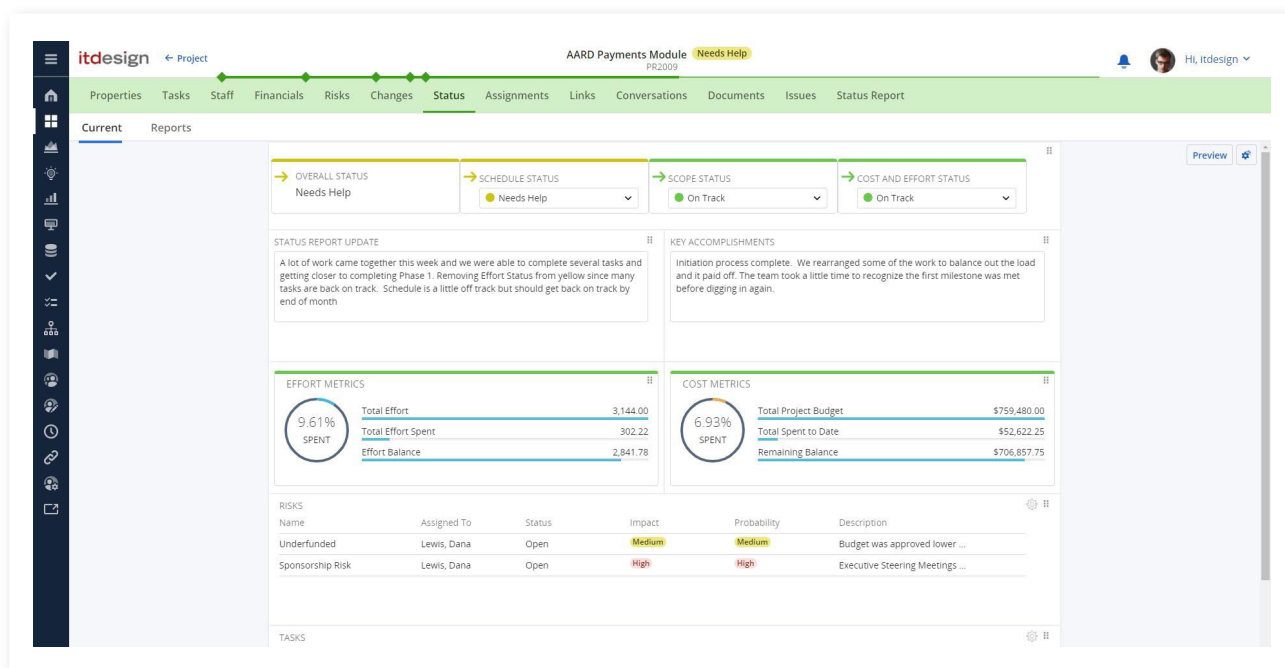 itdesign
← Project
AARD Payments Module Needs Help
PR2009
Hi, itdesign
Properties Tasks Staff Financials Risks Changes Status Assignments Links Conversations Documents Issues Status Report
Current Reports
Preview
OVERALL STATUS
Needs Help
SCHEDULE STATUS
Needs Help
SCOPE STATUS
On Track
COST AND EFFORT STATUS
On Track
STATUS REPORT UPDATE
A lot of work came together this week and we were able to complete several tasks and
getting closer to completing Phase 1. Removing Effort Status from yellow since many
tasks are back on track. Schedule is a little off track but should get back on track by
end of month
KEY ACCOMPLISHMENTS
Initiation process complete. We rearranged some of the work to balance out the load
and it paid off. The team took a little time to recognize the first milestone was met
before digging in again.
EFFORT METRICS
9.61%
SPENT
Total Effort 3,144.00
Total Effort Spent 302.22
Effort Balance 2,841.78
COST METRICS
6.93%
SPENT
Total Project Budget $759,480.00
Total Spent to Date $52,622.25
Remaining Balance $706,857.75
RISKS
Name Assigned To Status Impact Probability Description
Underfunded Lewis, Dana Open Medium Medium Budget was approved lower ...
Sponsorship Risk Lewis, Dana Open High High Executive Steering Meetings ...
TASKS